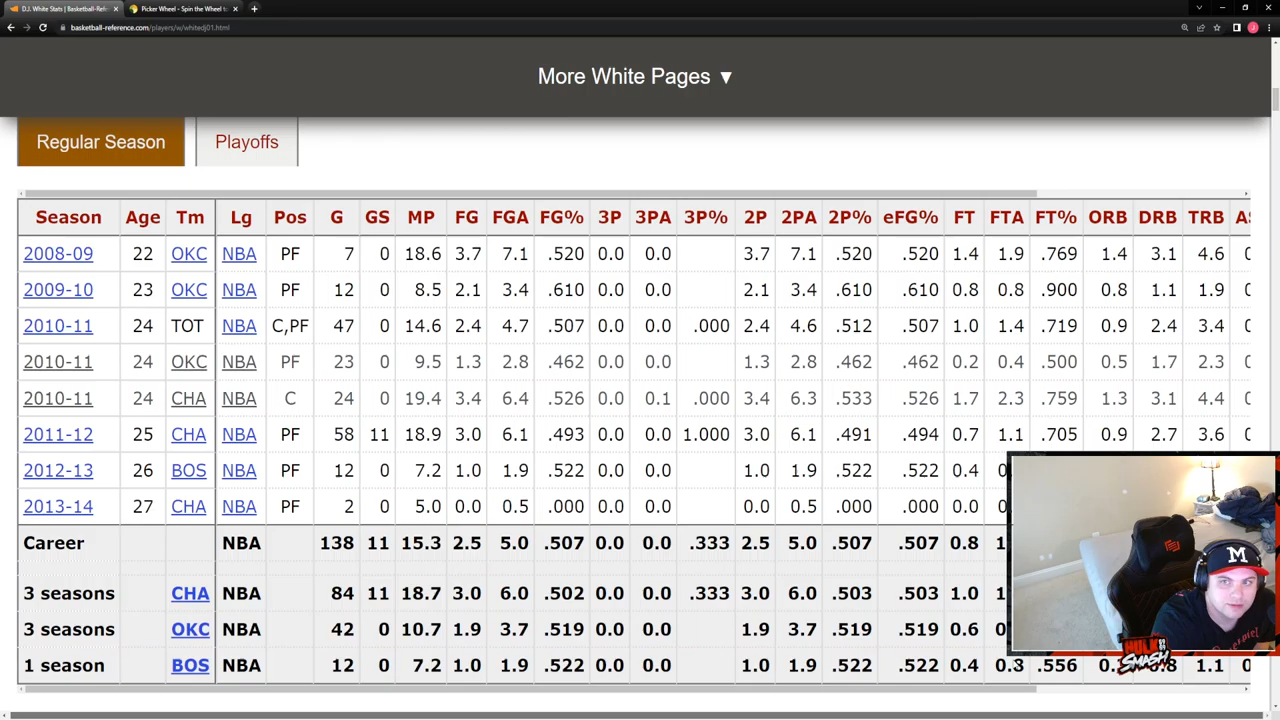 D.J. White Stats | Basketball-Ref
Picker Wheel - Spin the Wheel t
basketball-reference.com/players/w/whitedj01.html
More White Pages ▼
Regular Season Playoffs
Season Age Tm Lg Pos G GS MP FG FGA FG% 3P 3PA 3P% 2P 2PA 2P% eFG% FT FTA FT% ORB DRB TRB AS
2008-09 22 OKC NBA PF 7 0 18.6 3.7 7.1 .520 0.0 0.0 3.7 7.1 .520 .520 1.4 1.9 .769 1.4 3.1 4.6
2009-10 23 OKC NBA PF 12 0 8.5 2.1 3.4 .610 0.0 0.0 2.1 3.4 .610 .610 0.8 0.8 .900 0.8 1.1 1.9
2010-11 24 TOT NBA C,PF 47 0 14.6 2.4 4.7 .507 0.0 0.0 .000 2.4 4.6 .512 .507 1.0 1.4 .719 0.9 2.4 3.4
2010-11 24 OKC NBA PF 23 0 9.5 1.3 2.8 .462 0.0 0.0 1.3 2.8 .462 .462 0.2 0.4 .500 0.5 1.7 2.3
2010-11 24 CHA NBA C 24 0 19.4 3.4 6.4 .526 0.0 0.1 .000 3.4 6.3 .533 .526 1.7 2.3 .759 1.3 3.1 4.4
2011-12 25 CHA NBA PF 58 11 18.9 3.0 6.1 .493 0.0 0.0 1.000 3.0 6.1 .491 .494 0.7 1.1 .705 0.9 2.7 3.6
2012-13 26 BOS NBA PF 12 0 7.2 1.0 1.9 .522 0.0 0.0 1.0 1.9 .522 .522 0.4
2013-14 27 CHA NBA PF 2 0 5.0 0.0 0.5 .000 0.0 0.0 0.0 0.5 .000 .000 0.0
Career NBA 138 11 15.3 2.5 5.0 .507 0.0 0.0 .333 2.5 5.0 .507 .507 0.8
3 seasons CHA NBA 84 11 18.7 3.0 6.0 .502 0.0 0.0 .333 3.0 6.0 .503 .503 1.0
3 seasons OKC NBA 42 0 10.7 1.9 3.7 .519 0.0 0.0 1.9 3.7 .519 .519 0.6
1 season BOS NBA 12 0 7.2 1.0 1.9 .522 0.0 0.0 1.0 1.9 .522 .522 0.4 0.8 .556 1.1
M
HULK
SMASH